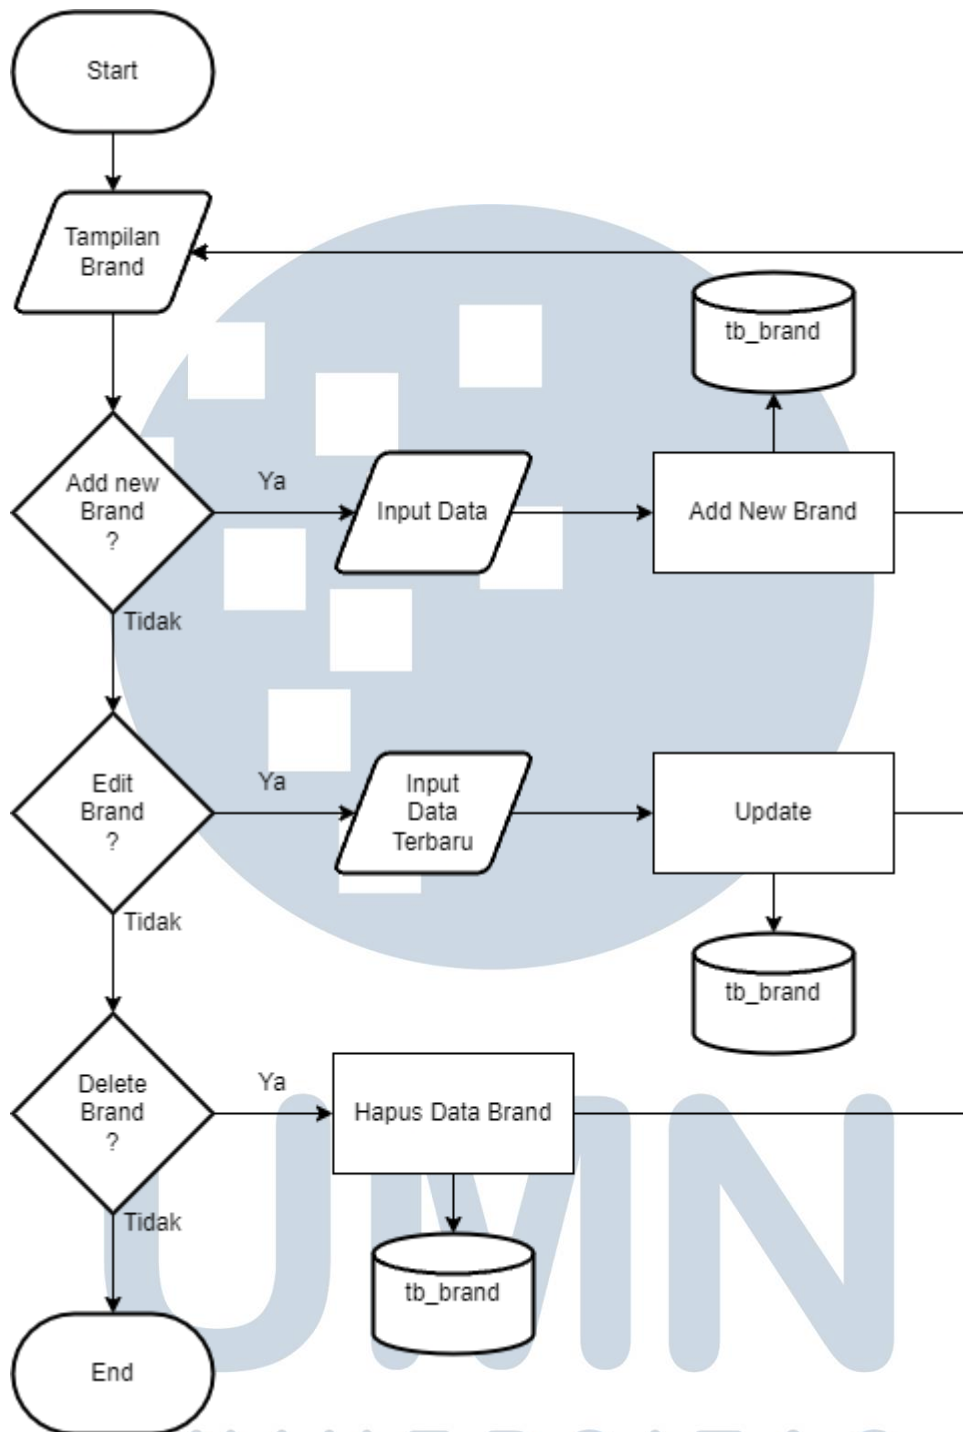 Start
Tampilan
Brand
tb_brand
Add new
Brand
?
Ya
Input Data
Add New Brand
Tidak
Edit
Brand
?
Ya
Input
Data
Terbaru
Update
Tidak
tb_brand
Delete
Brand
?
Ya
Hapus Data Brand
Tidak
tb_brand
End
UMN